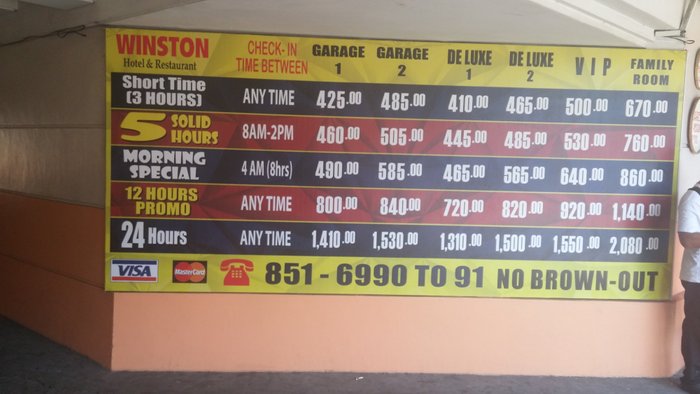 WINSTON
Hotel & Restaurant
CHECK- IN
TIME BETWEEN
GARAGE 1
GARAGE 2
DE LUXE 1
DE LUXE 2
V I P
FAMILY ROOM
Short Time (3 HOURS) ANY TIME 425.00 485.00 410.00 465.00 500.00 670.00
5 SOLID HOURS 8AM-2PM 460.00 505.00 445.00 485.00 530.00 760.00
MORNING SPECIAL 4 AM (8hrs) 490.00 585.00 465.00 565.00 640.00 860.00
12 HOURS PROMO ANY TIME 800.00 840.00 720.00 820.00 920.00 1,140.00
24 Hours ANY TIME 1,410.00 1,530.00 1,310.00 1,500.00 1,550.00 2,080.00
VISA MasterCard 851 - 6990 TO 91 NO BROWN-OUT